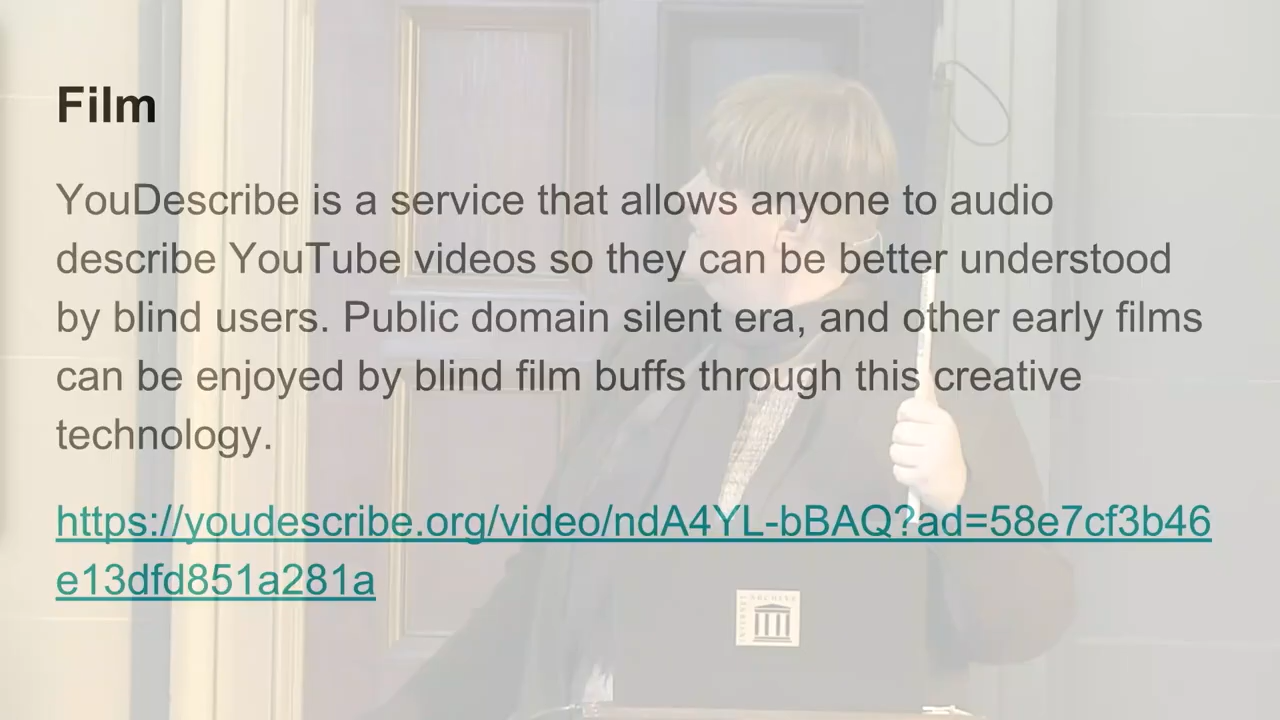 Film
YouDescribe is a service that allows anyone to audio
describe YouTube videos so they can be better understood
by blind users. Public domain silent era, and other early films
can be enjoyed by blind film buffs through this creative
technology.
https://youdescribe.org/video/ndA4YL-bBAQ?ad=58e7cf3b46
e13dfd851a281a